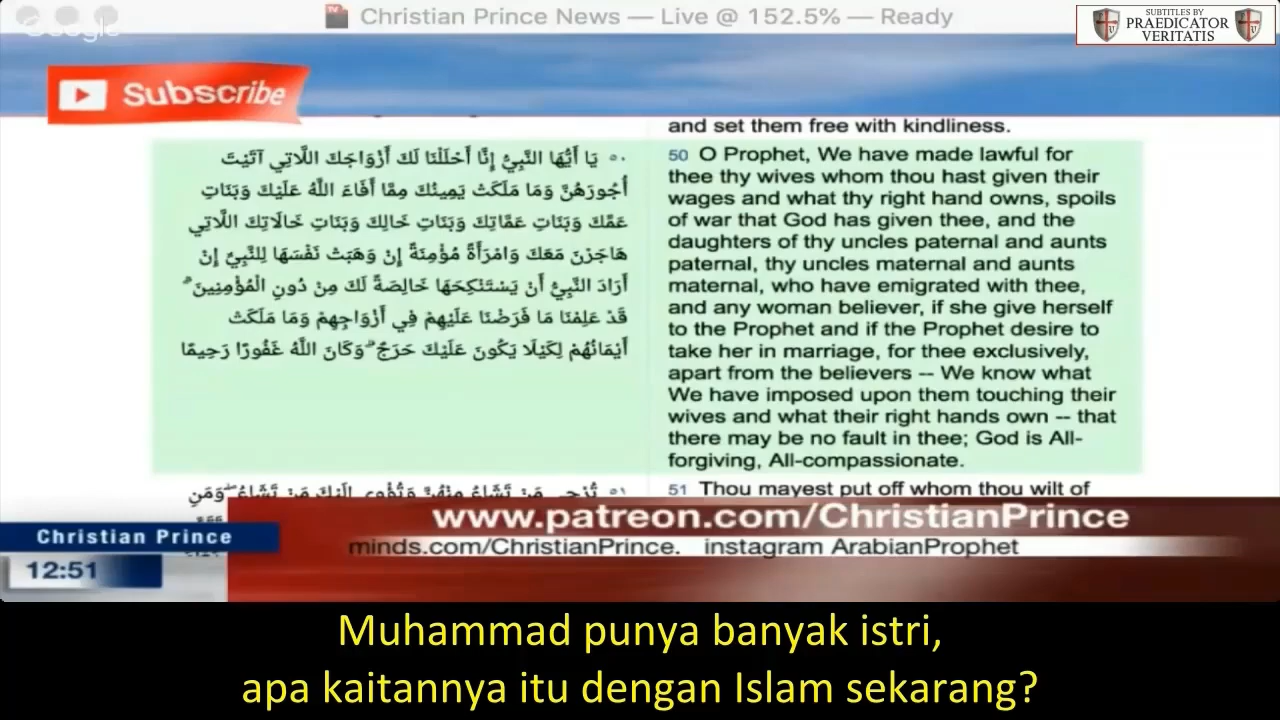 Christian Prince News — Live @ 152.5% — Ready
Google
SUBTITLES BY
PRAEDICATOR
VERITATIS
Subscribe
and set them free with kindliness.
٥٠ يَا أَيُّهَا النَّبِيُّ إِنَّا أَحْلَلْنَا لَكَ أَزْوَاجَكَ اللَّاتِي آتَيْتَ
أُجُورَهُنَّ وَمَا مَلَكَتْ يَمِينُكَ مِمَّا أَفَاءَ اللَّهُ عَلَيْكَ وَبَنَاتِ
عَمِّكَ وَبَنَاتِ عَمَّاتِكَ وَبَنَاتِ خَالِكَ وَبَنَاتِ خَالَاتِكَ اللَّاتِي
هَاجَرْنَ مَعَكَ وَامْرَأَةً مُؤْمِنَةً إِنْ وَهَبَتْ نَفْسَهَا لِلنَّبِيِّ إِنْ
أَرَادَ النَّبِيُّ أَنْ يَسْتَنْكِحَهَا خَالِصَةً لَكَ مِنْ دُونِ الْمُؤْمِنِينَ ۗ
قَدْ عَلِمْنَا مَا فَرَضْنَا عَلَيْهِمْ فِي أَزْوَاجِهِمْ وَمَا مَلَكَتْ
أَيْمَانُهُمْ لِكَيْلَا يَكُونَ عَلَيْكَ حَرَجٌ ۗ وَكَانَ اللَّهُ غَفُورًا رَحِيمًا
50 O Prophet, We have made lawful for
thee thy wives whom thou hast given their
wages and what thy right hand owns, spoils
of war that God has given thee, and the
daughters of thy uncles paternal and aunts
paternal, thy uncles maternal and aunts
maternal, who have emigrated with thee,
and any woman believer, if she give herself
to the Prophet and if the Prophet desire to
take her in marriage, for thee exclusively,
apart from the believers -- We know what
We have imposed upon them touching their
wives and what their right hands own -- that
there may be no fault in thee; God is All-
forgiving, All-compassionate.
٥١ تُرْجِي مَنْ تَشَاءُ مِنْهُنَّ وَتُؤْوِي إِلَيْكَ مَنْ تَشَاءُ ۖ وَمَنِ
51 Thou mayest put off whom thou wilt of
www.patreon.com/ChristianPrince
Christian Prince
minds.com/ChristianPrince. instagram ArabianProphet
12:51
Muhammad punya banyak istri,
apa kaitannya itu dengan Islam sekarang?